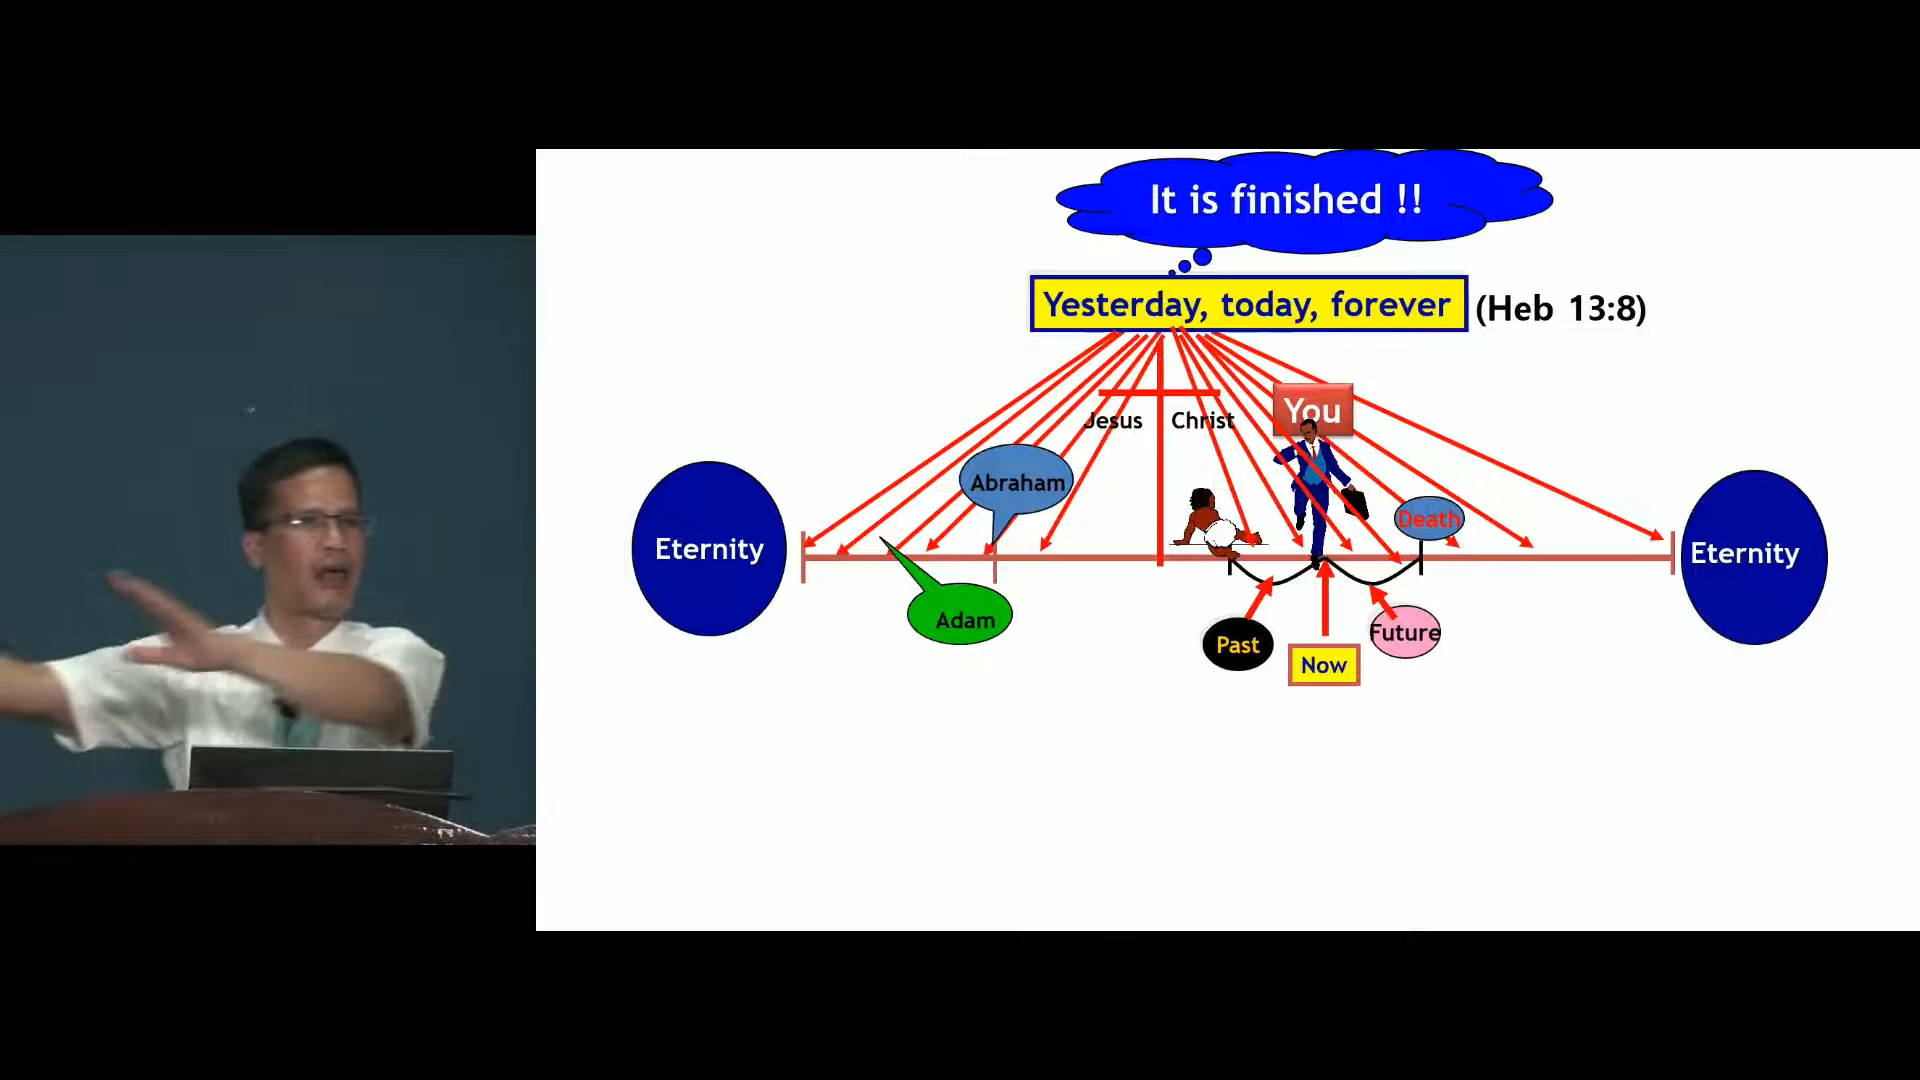 It is finished !!
Yesterday, today, forever (Heb 13:8)
You
Jesus Christ
Abraham
Death
Eternity
Eternity
Adam
Past
Future
Now